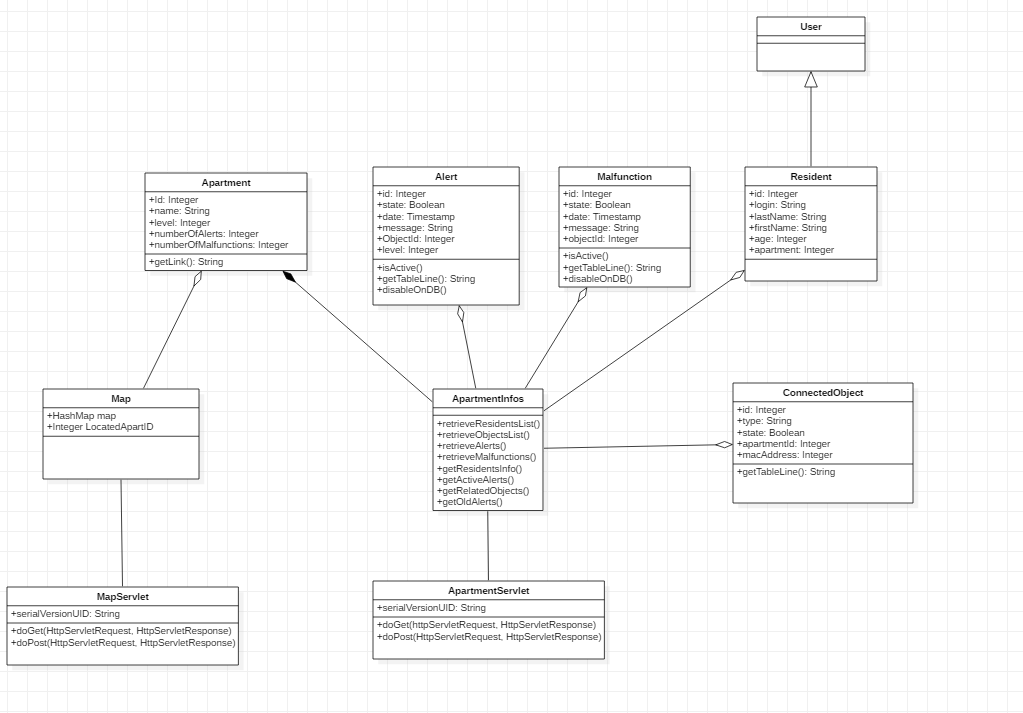 User
Apartment
+Id: Integer
+name: String
+level: Integer
+numberOfAlerts: Integer
+numberOfMalfunctions: Integer
+getLink(): String
Alert
+id: Integer
+state: Boolean
+date: Timestamp
+message: String
+ObjectId: Integer
+level: Integer
+isActive()
+getTableLine(): String
+disableOnDB()
Malfunction
+id: Integer
+state: Boolean
+date: Timestamp
+message: String
+objectId: Integer
+isActive()
+getTableLine(): String
+disableOnDB()
Resident
+id: Integer
+login: String
+lastName: String
+firstName: String
+age: Integer
+apartment: Integer
Map
+HashMap map
+Integer LocatedApartID
ApartmentInfos
+retrieveResidentsList()
+retrieveObjectsList()
+retrieveAlerts()
+retrieveMalfunctions()
+getResidentsInfo()
+getActiveAlerts()
+getRelatedObjects()
+getOldAlerts()
ConnectedObject
+id: Integer
+type: String
+state: Boolean
+apartmentId: Integer
+macAddress: Integer
+getTableLine(): String
MapServlet
+serialVersionUID: String
+doGet(HttpServletRequest, HttpServletResponse)
+doPost(HttpServletRequest, HttpServletResponse)
ApartmentServlet
+serialVersionUID: String
+doGet(httpServletRequest, HttpServletResponse)
+doPost(HttpServletRequest, HttpServletResponse)